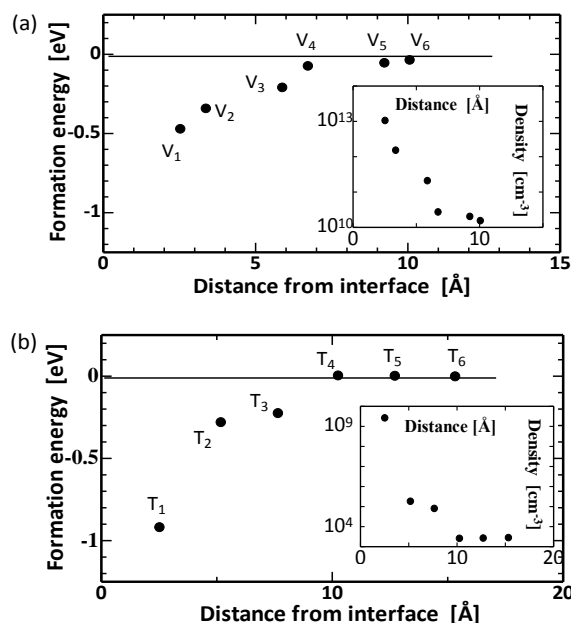 (a)
Formation energy [eV]
0
-0.5
-1
V1
V2
V3
V4
V5
V6
Distance [Å]
Density [cm-3]
10^13
10^10
0
10
0
5
10
15
Distance from interface [Å]
(b)
Formation energy [eV]
0
-0.5
-1
T1
T2
T3
T4
T5
T6
Distance [Å]
Density [cm-3]
10^9
10^4
0
10
20
0
10
20
Distance from interface [Å]